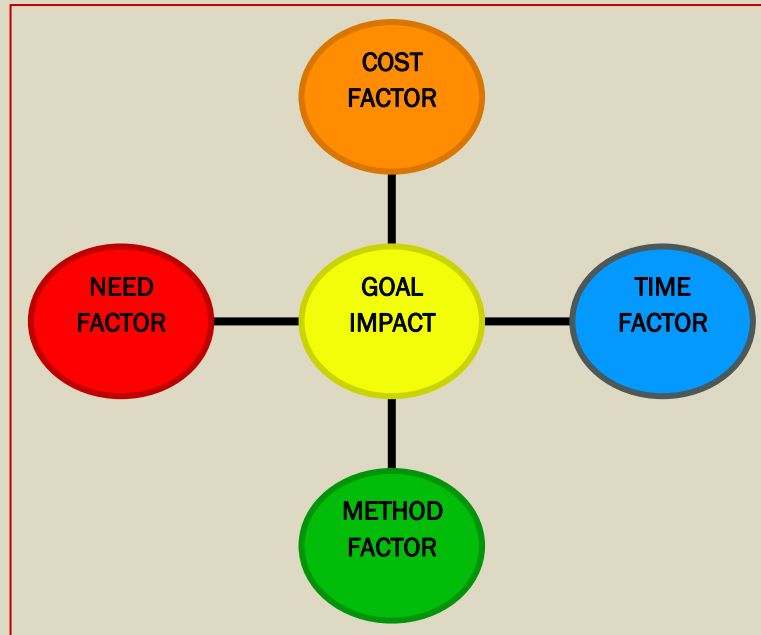 COST
FACTOR
NEED
FACTOR
GOAL
IMPACT
TIME
FACTOR
METHOD
FACTOR